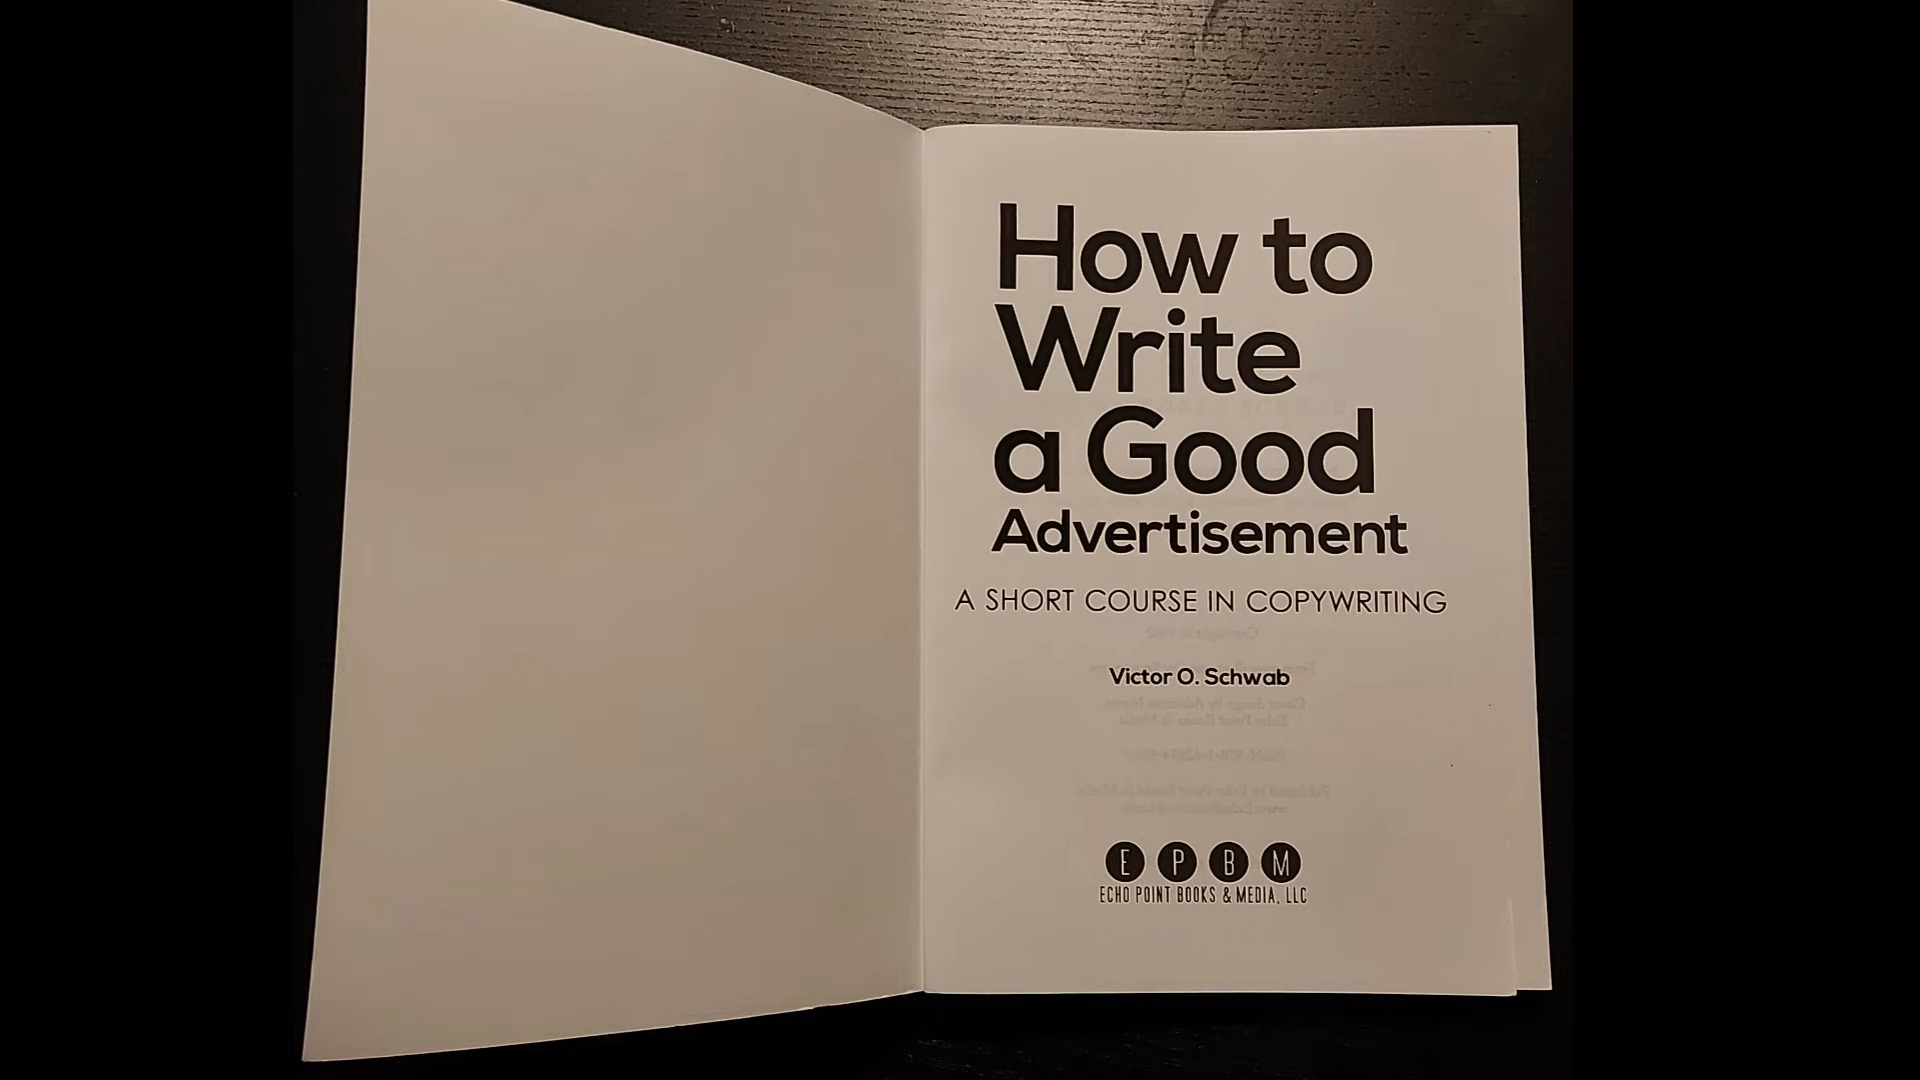 How to
Write
a Good
Advertisement
A SHORT COURSE IN COPYWRITING
Victor O. Schwab
E P B M
ECHO POINT BOOKS & MEDIA, LLC